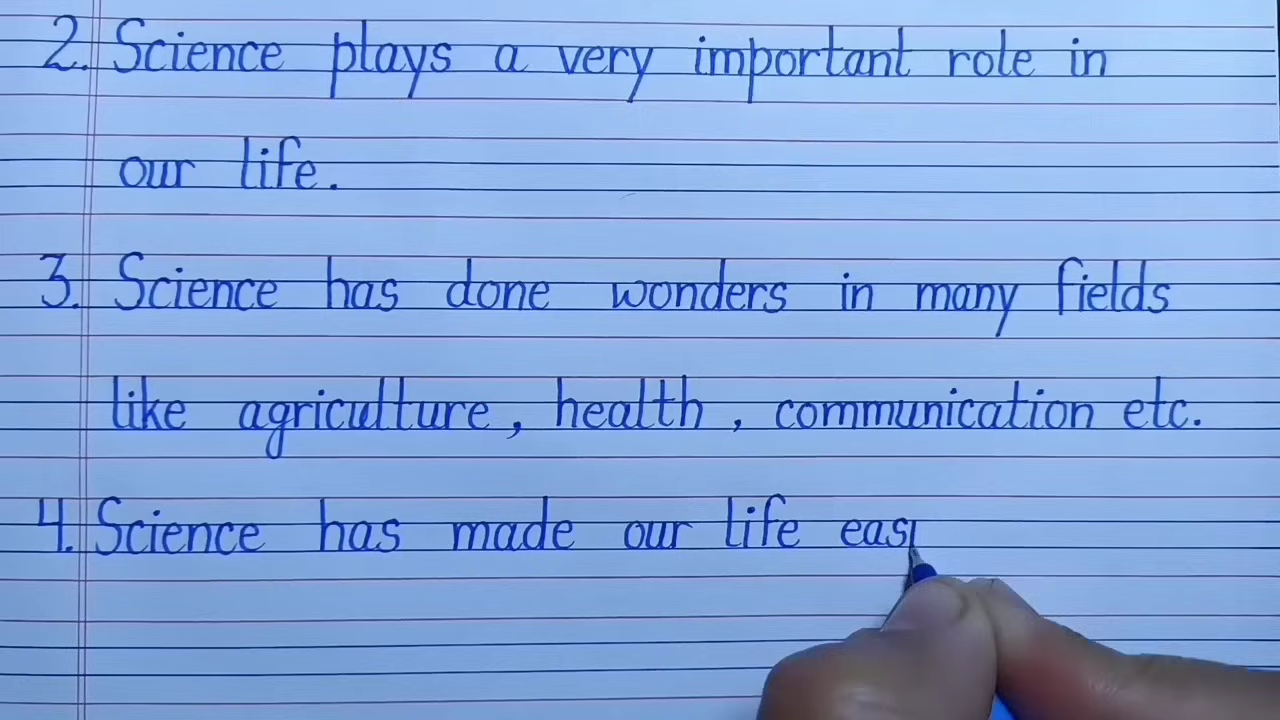 2. Science plays a very important role in
our life.
3. Science has done wonders in many fields
like agriculture, health, communication etc.
4. Science has made our life eas